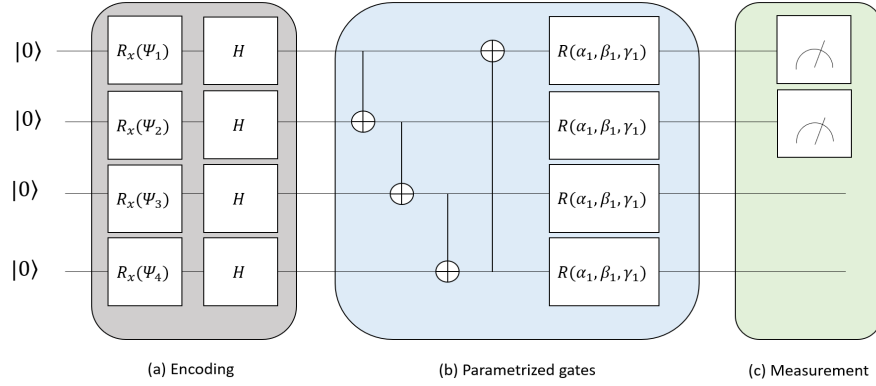 |0⟩ R_x(Ψ_1) H R(α_1, β_1, γ_1)
|0⟩ R_x(Ψ_2) H R(α_1, β_1, γ_1)
|0⟩ R_x(Ψ_3) H R(α_1, β_1, γ_1)
|0⟩ R_x(Ψ_4) H R(α_1, β_1, γ_1)
(a) Encoding (b) Parametrized gates (c) Measurement